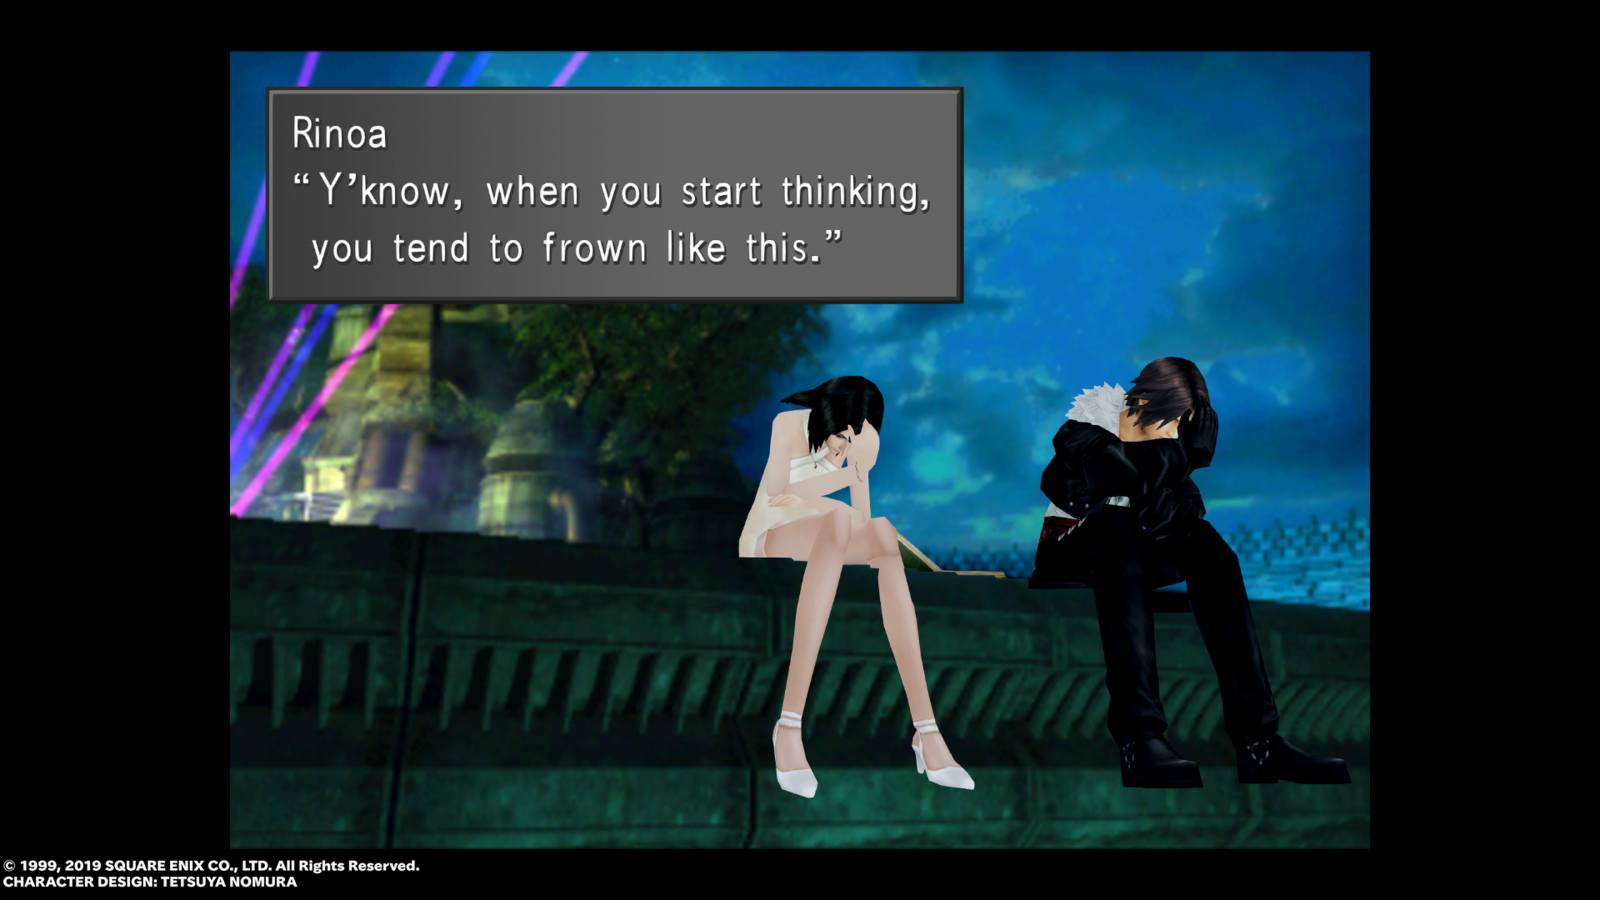 Rinoa
“Y’know, when you start thinking,
you tend to frown like this.”
© 1999, 2019 SQUARE ENIX CO., LTD. All Rights Reserved.
CHARACTER DESIGN: TETSUYA NOMURA